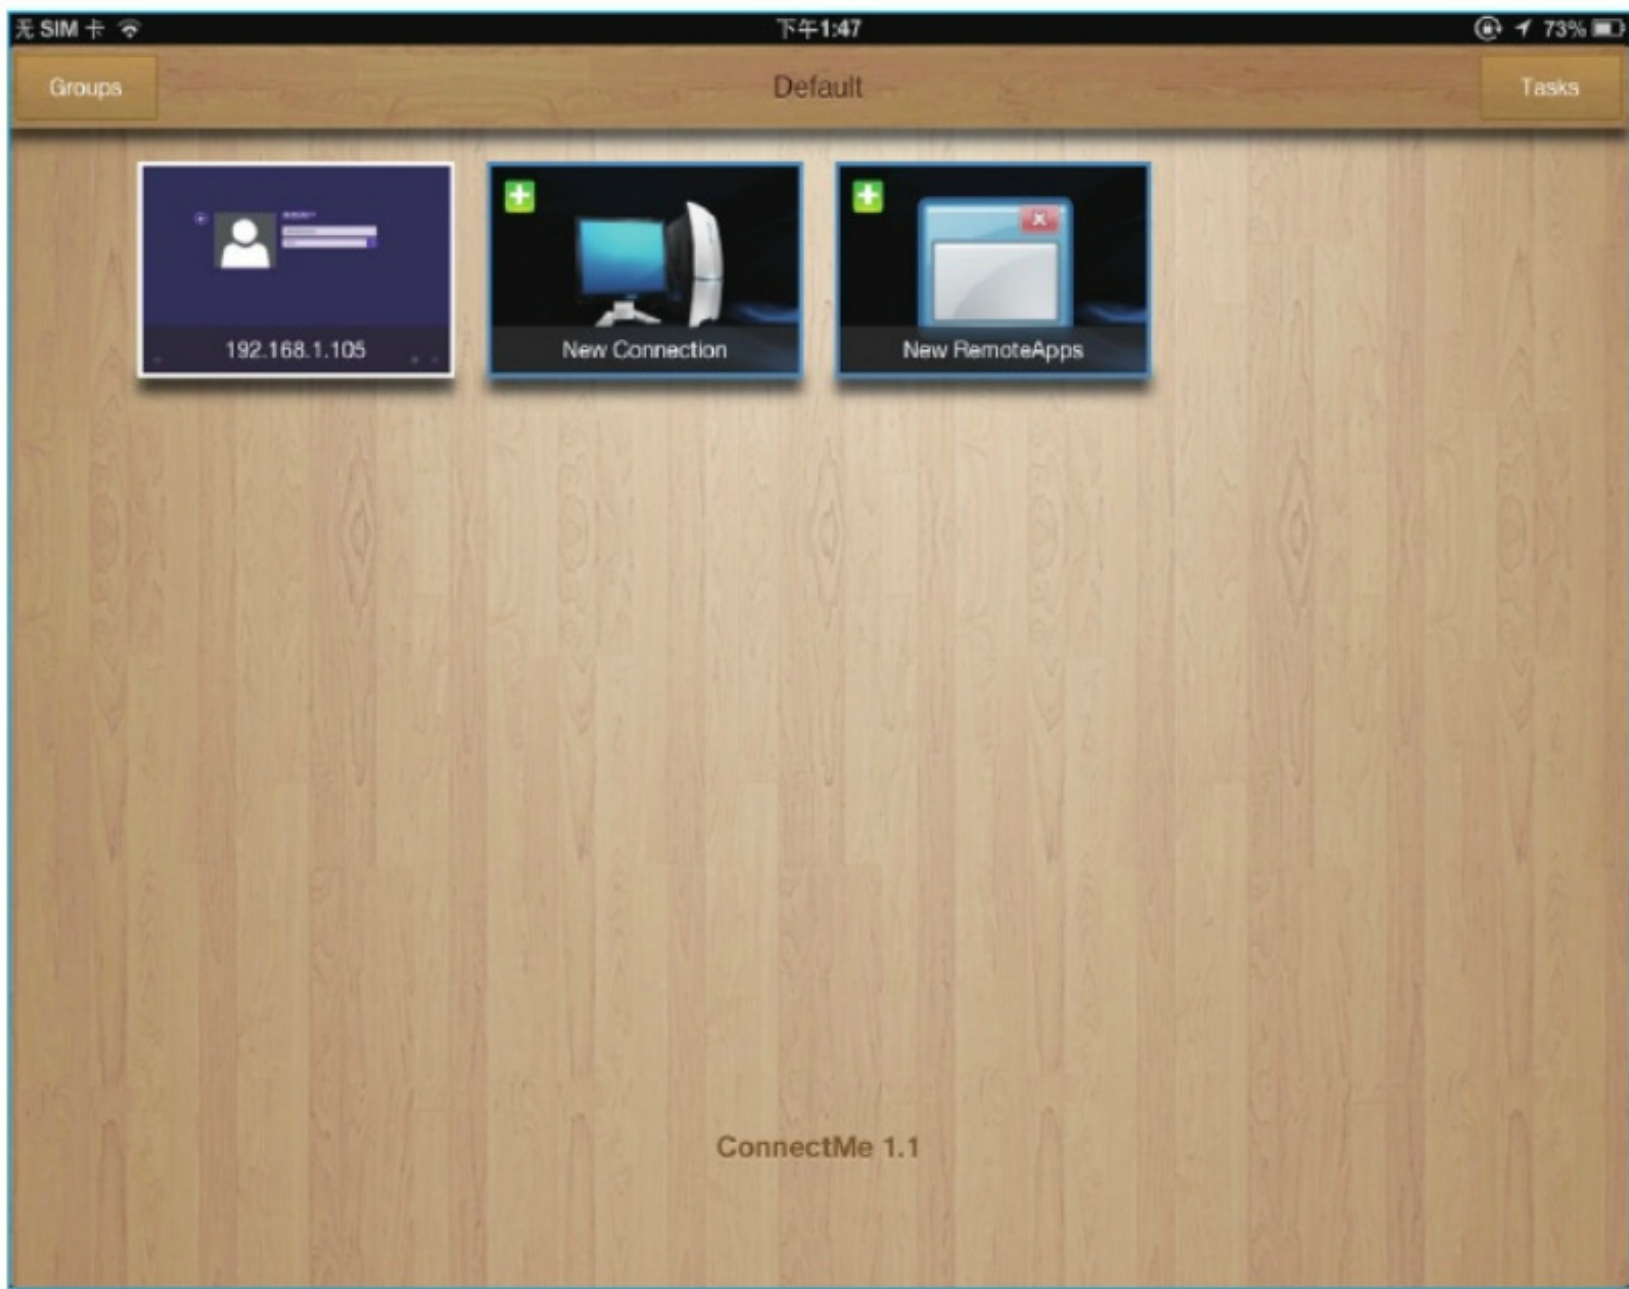 无 SIM 卡
下午1:47
73%
Groups
Default
Tasks
192.168.1.105
New Connection
New RemoteApps
ConnectMe 1.1